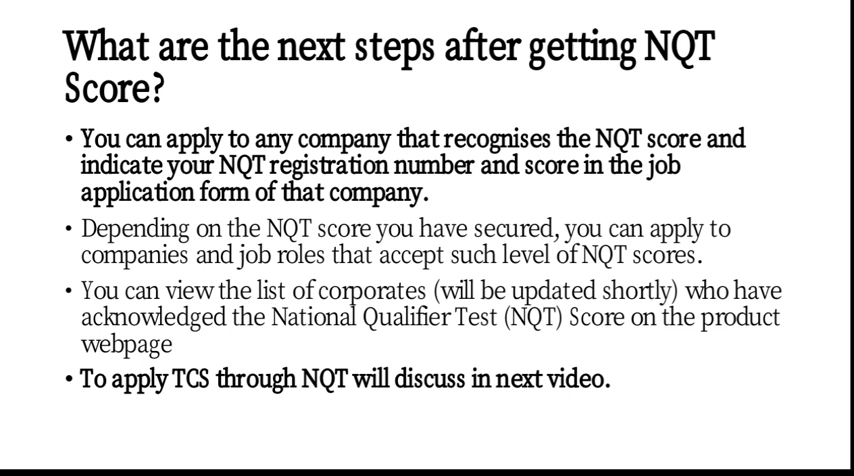 What are the next steps after getting NQT
Score?
• You can apply to any company that recognises the NQT score and
indicate your NQT registration number and score in the job
application form of that company.
• Depending on the NQT score you have secured, you can apply to
companies and job roles that accept such level of NQT scores.
• You can view the list of corporates (will be updated shortly) who have
acknowledged the National Qualifier Test (NQT) Score on the product
webpage
• To apply TCS through NQT will discuss in next video.